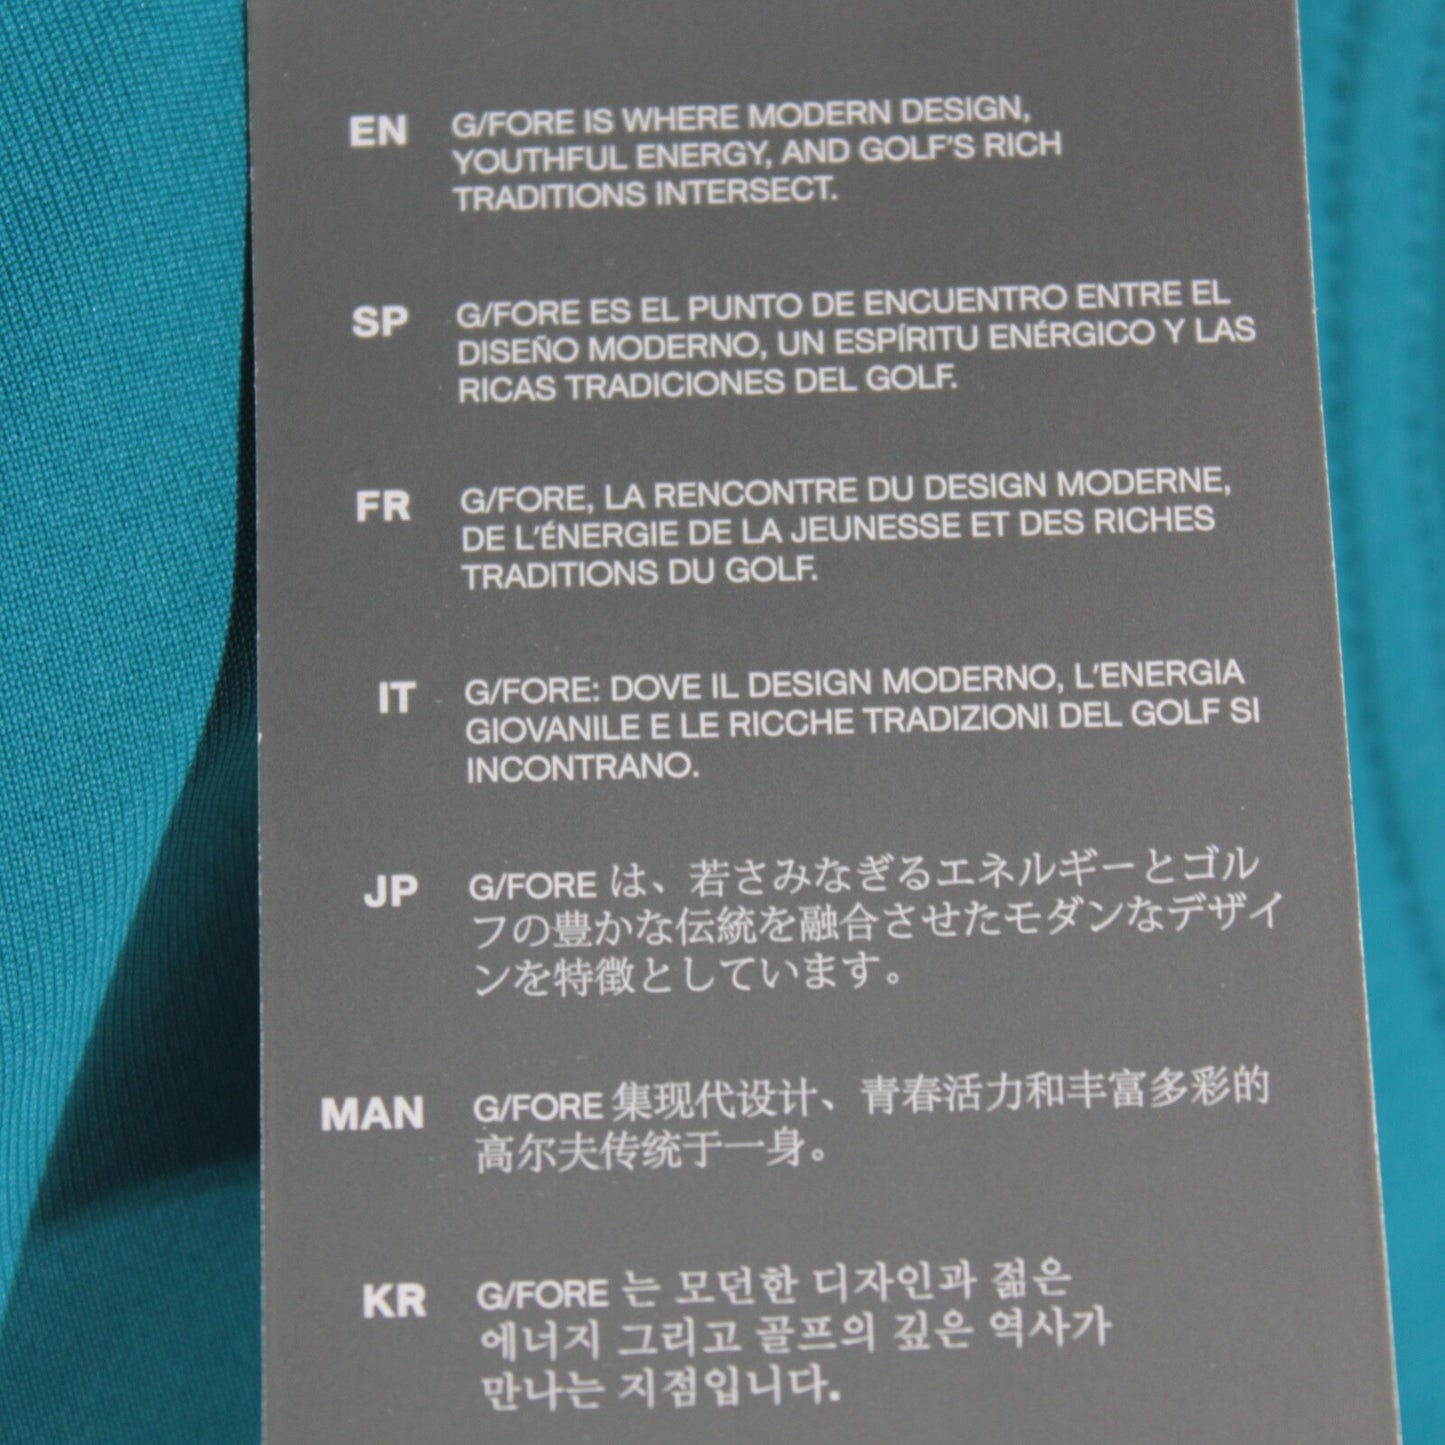 EN G/FORE IS WHERE MODERN DESIGN,
YOUTHFUL ENERGY, AND GOLF'S RICH
TRADITIONS INTERSECT.
SP G/FORE ES EL PUNTO DE ENCUENTRO ENTRE EL
DISEÑO MODERNO, UN ESPÍRITU ENÉRGICO Y LAS
RICAS TRADICIONES DEL GOLF.
FR G/FORE, LA RENCONTRE DU DESIGN MODERNE,
DE L'ÉNERGIE DE LA JEUNESSE ET DES RICHES
TRADITIONS DU GOLF.
IT G/FORE: DOVE IL DESIGN MODERNO, L'ENERGIA
GIOVANILE E LE RICCHE TRADIZIONI DEL GOLF SI
INCONTRANO.
JP G/FORE は、若さみなぎるエネルギーとゴル
フの豊かな伝統を融合させたモダンなデザイ
ンを特徴としています。
MAN G/FORE 集现代设计、青春活力和丰富多彩的
高尔夫传统于一身。
KR G/FORE 는 모던한 디자인과 젊은
에너지 그리고 골프의 깊은 역사가
만나는 지점입니다.